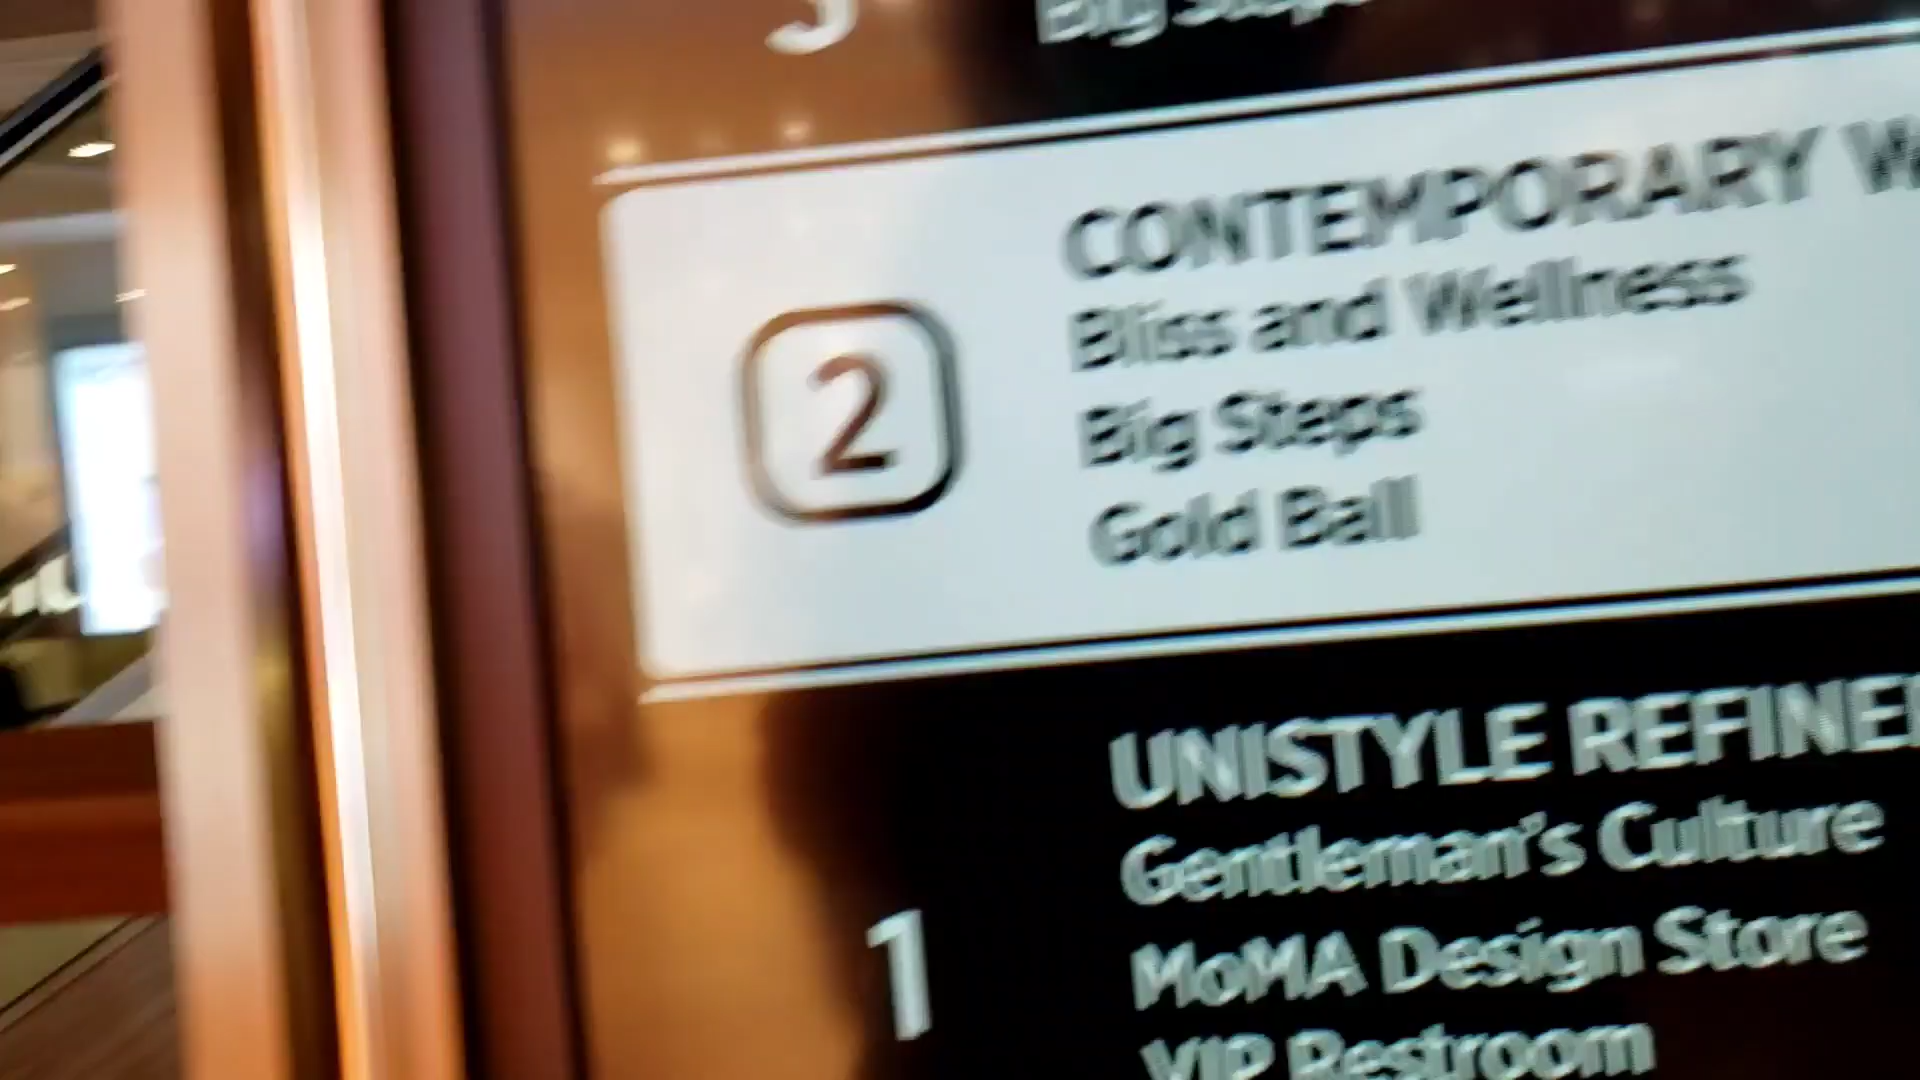 3 Big Steps
CONTEMPORARY
Bliss and Wellness
2 Big Steps
Gold Ball
UNISTYLE
Gentleman's Culture
1 MoMA Design Store
VIP Restroom